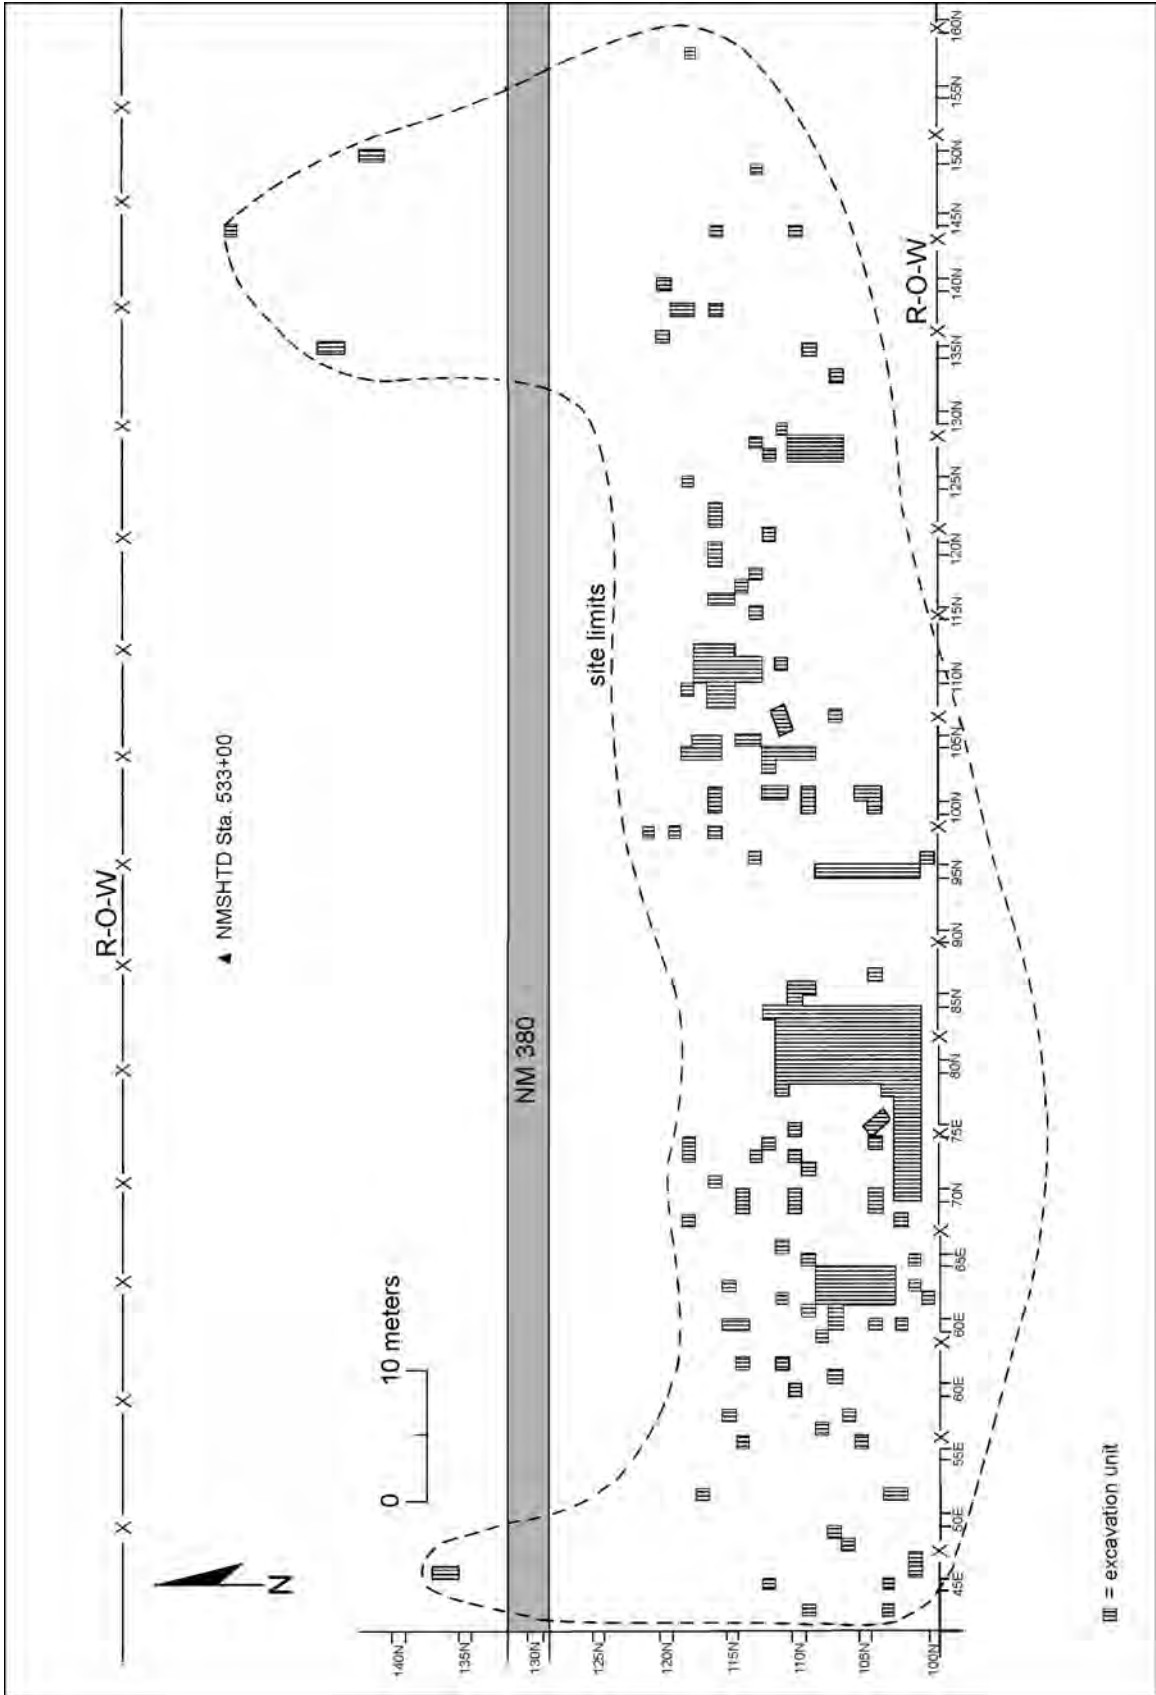 R-O-W
▲ NMSHTD Sta. 533+00
N
0 10 meters
140N
135N
NM 380
130N
site limits
125N
120N
115N
110N
105N
100N
R-O-W
45E 50E 55E 60E 60E 65E 70N 75E 80N 85N 90N 95N 100N 105N 110N 115N 120N 125N 130N 135N 140N 145N 150N 155N 160N
= excavation unit